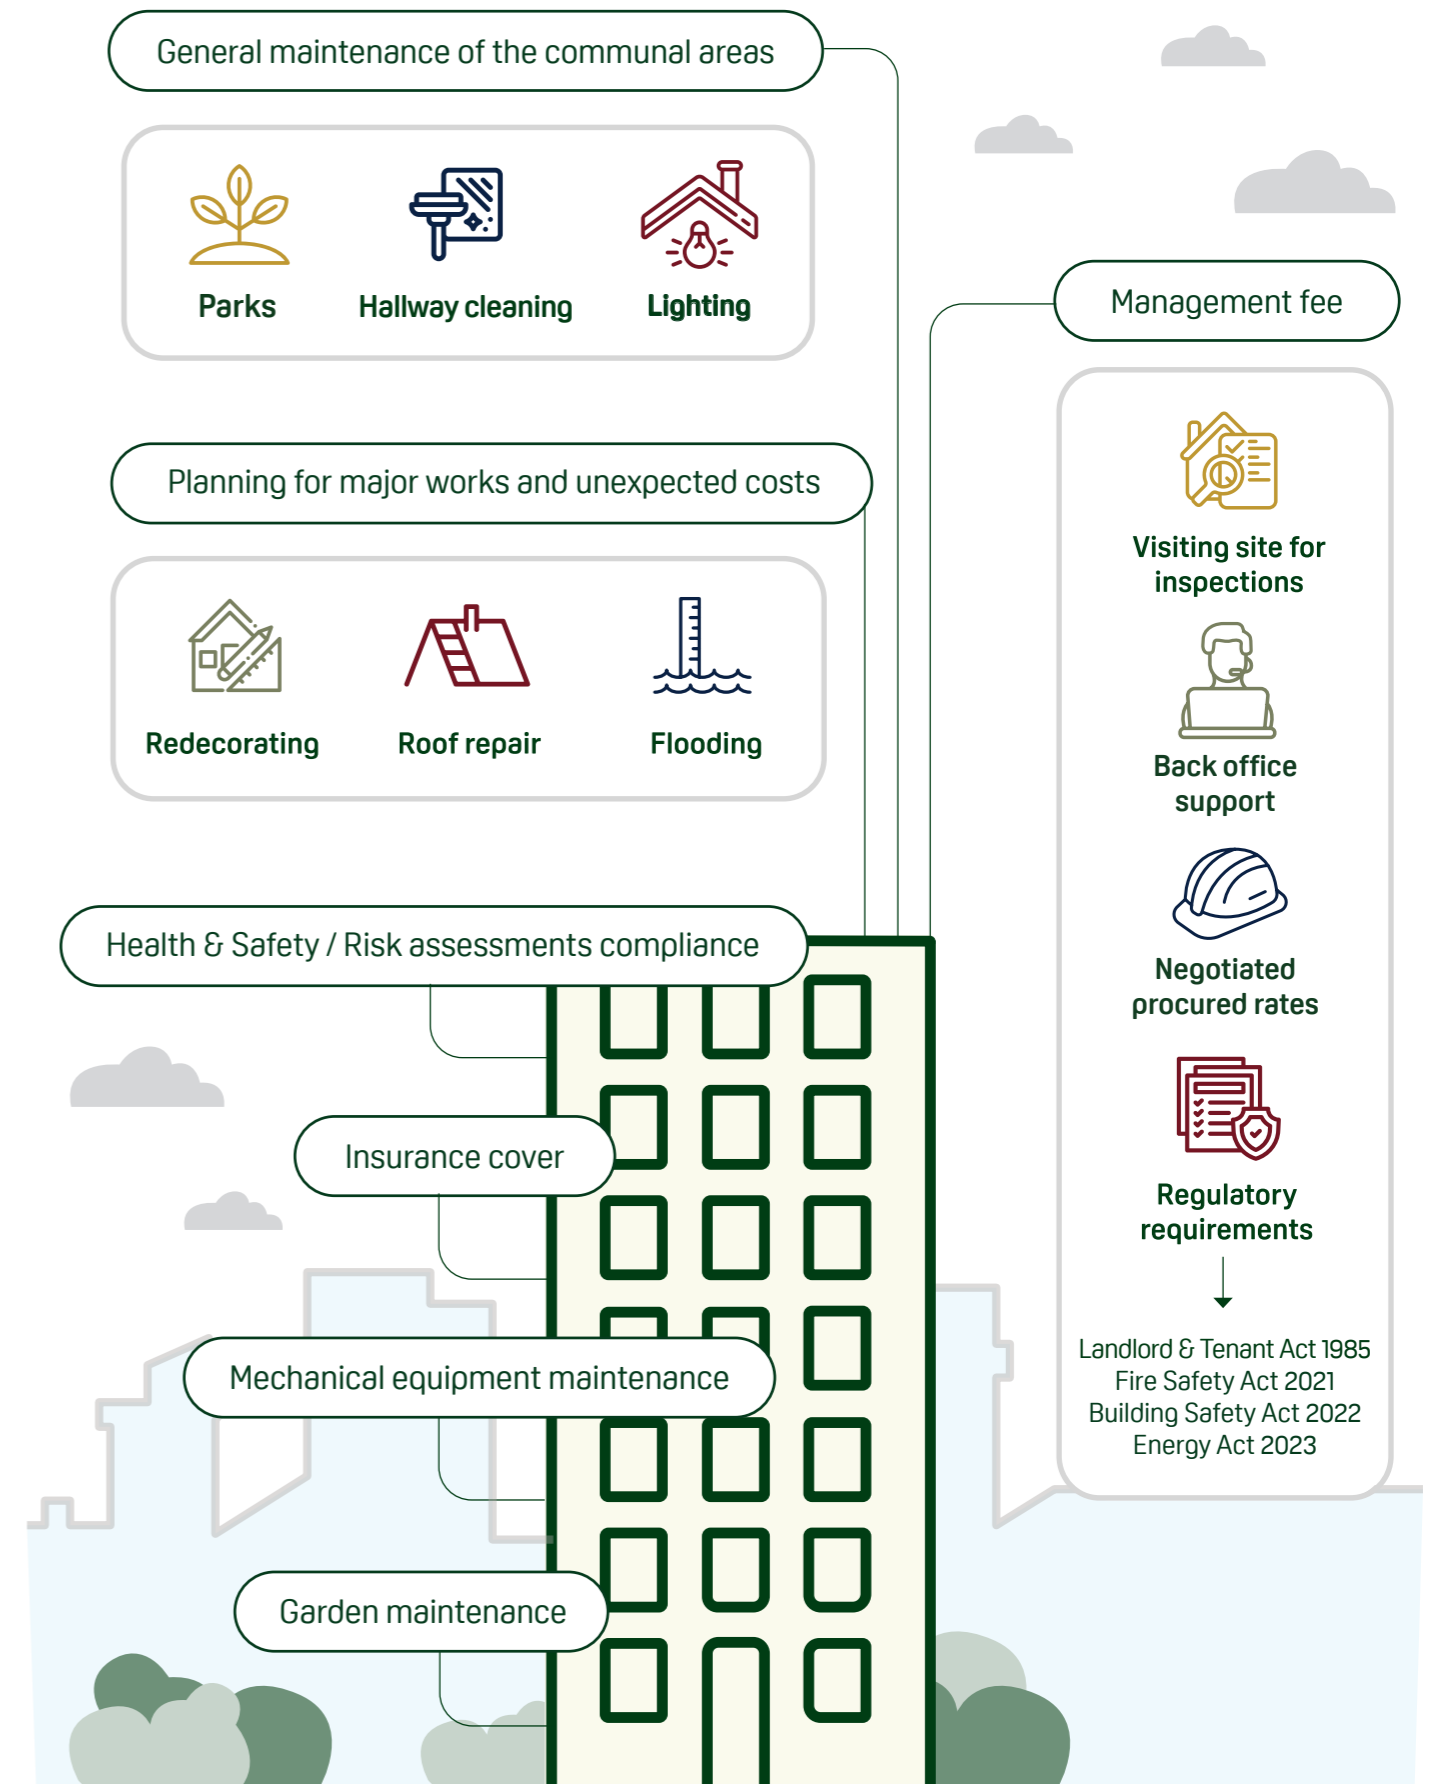 General maintenance of the communal areas
Parks
Hallway cleaning
Lighting
Management fee
Visiting site for
inspections
Back office
support
Negotiated
procured rates
Regulatory
requirements
Landlord & Tenant Act 1985
Fire Safety Act 2021
Building Safety Act 2022
Energy Act 2023
Planning for major works and unexpected costs
Redecorating
Roof repair
Flooding
Health & Safety / Risk assessments compliance
Insurance cover
Mechanical equipment maintenance
Garden maintenance